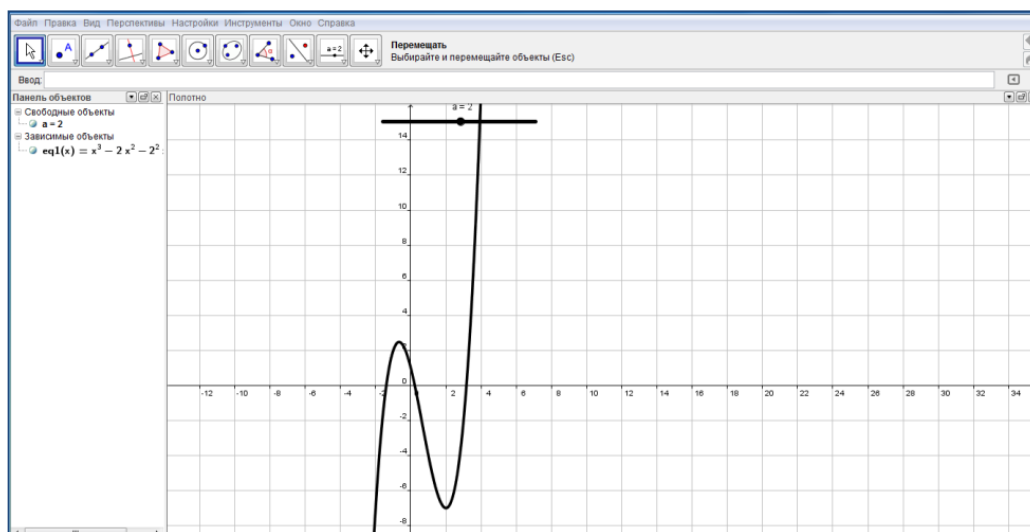 Файл Правка Вид Перспективы Настройки Инструменты Окно Справка
A
α
a=2
Перемещать
Выбирайте и перемещайте объекты (Esc)
Ввод:
Панель объектов
Полотно
Свободные объекты
a = 2
Зависимые объекты
eq1(x) = x³ − 2 x² − 2²
a = 2
14
12
10
8
6
4
2
0
-2
-4
-6
-8
-12 -10 -8 -6 -4 -2 2 4 6 8 10 12 14 16 18 20 22 24 26 28 30 32 34